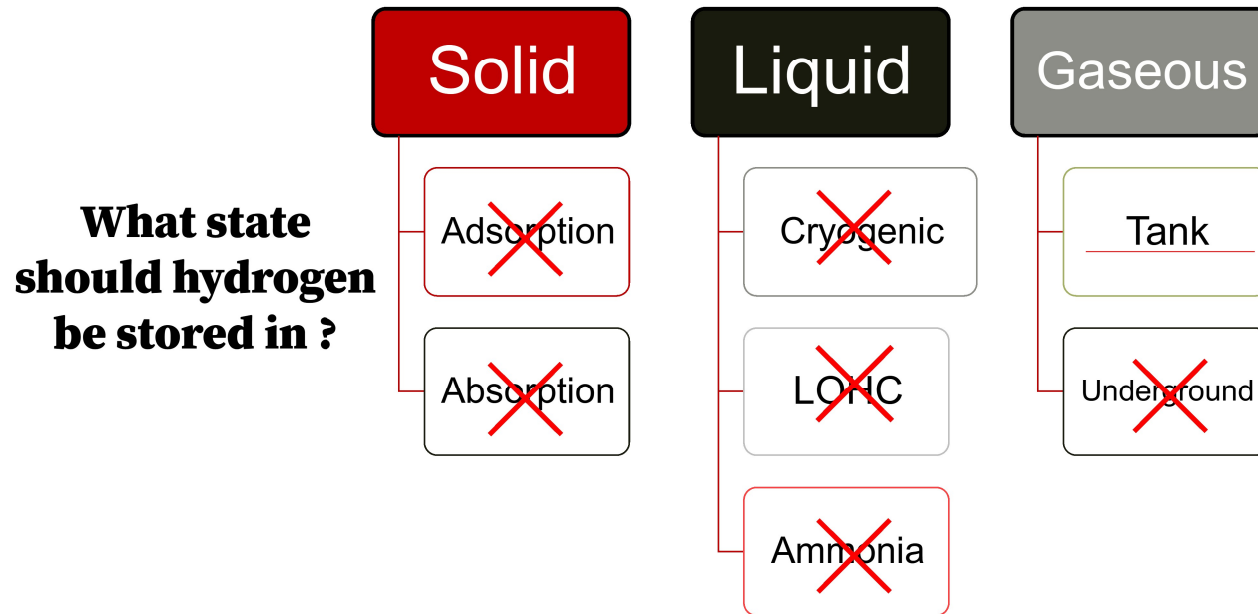 What state
should hydrogen
be stored in ?
Solid
Adsorption
Absorption
Liquid
Cryogenic
LOHC
Ammonia
Gaseous
Tank
Underground